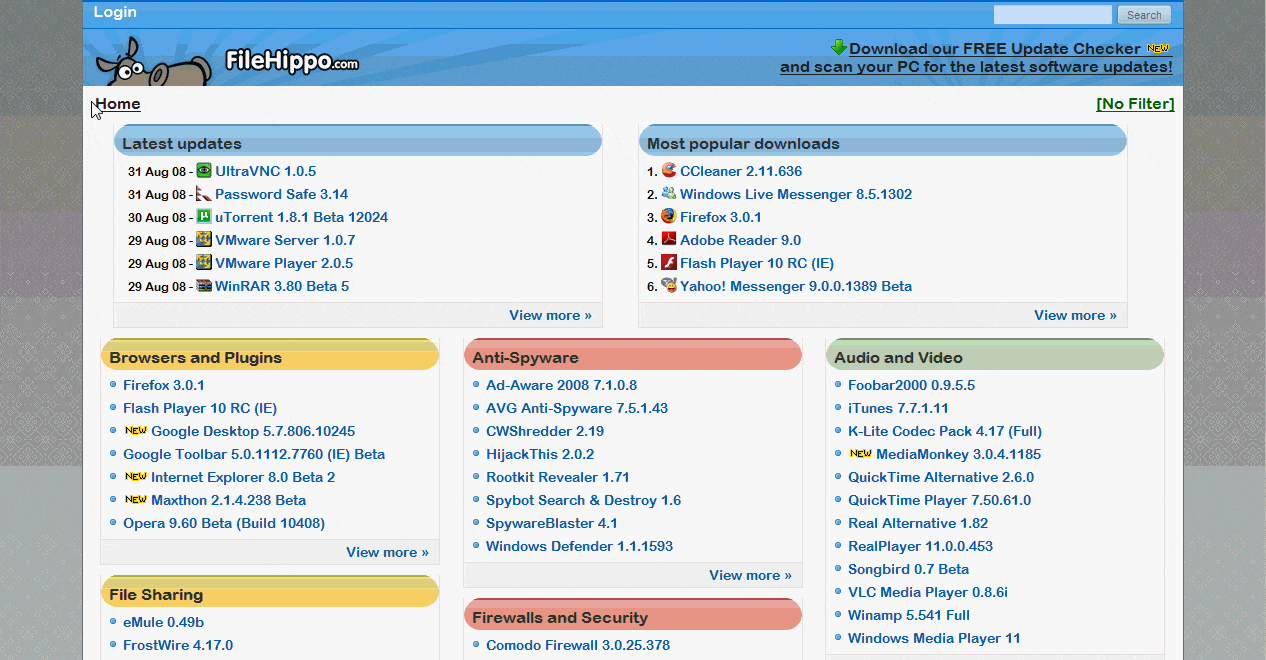 Login
Search
FileHippo.com
Download our FREE Update Checker NEW
and scan your PC for the latest software updates!
Home
[No Filter]
Latest updates
31 Aug 08 - UltraVNC 1.0.5
31 Aug 08 - Password Safe 3.14
30 Aug 08 - uTorrent 1.8.1 Beta 12024
29 Aug 08 - VMware Server 1.0.7
29 Aug 08 - VMware Player 2.0.5
29 Aug 08 - WinRAR 3.80 Beta 5
View more »
Most popular downloads
1. CCleaner 2.11.636
2. Windows Live Messenger 8.5.1302
3. Firefox 3.0.1
4. Adobe Reader 9.0
5. Flash Player 10 RC (IE)
6. Yahoo! Messenger 9.0.0.1389 Beta
View more »
Browsers and Plugins
Firefox 3.0.1
Flash Player 10 RC (IE)
NEW Google Desktop 5.7.806.10245
Google Toolbar 5.0.1112.7760 (IE) Beta
NEW Internet Explorer 8.0 Beta 2
NEW Maxthon 2.1.4.238 Beta
Opera 9.60 Beta (Build 10408)
View more »
File Sharing
eMule 0.49b
FrostWire 4.17.0
Anti-Spyware
Ad-Aware 2008 7.1.0.8
AVG Anti-Spyware 7.5.1.43
CWShredder 2.19
HijackThis 2.0.2
Rootkit Revealer 1.71
Spybot Search & Destroy 1.6
SpywareBlaster 4.1
Windows Defender 1.1.1593
View more »
Firewalls and Security
Comodo Firewall 3.0.25.378
Audio and Video
Foobar2000 0.9.5.5
iTunes 7.7.1.11
K-Lite Codec Pack 4.17 (Full)
NEW MediaMonkey 3.0.4.1185
QuickTime Alternative 2.6.0
QuickTime Player 7.50.61.0
Real Alternative 1.82
RealPlayer 11.0.0.453
Songbird 0.7 Beta
VLC Media Player 0.8.6i
Winamp 5.541 Full
Windows Media Player 11